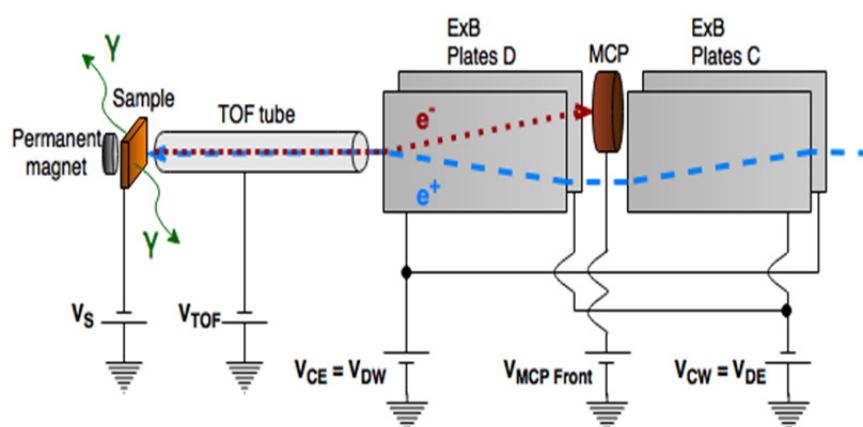 ExB
Plates D
MCP
ExB
Plates C
γ
Sample
TOF tube
Permanent
magnet
e⁻
e⁺
γ
V_S
V_TOF
V_CE = V_DW
V_MCP Front
V_CW = V_DE